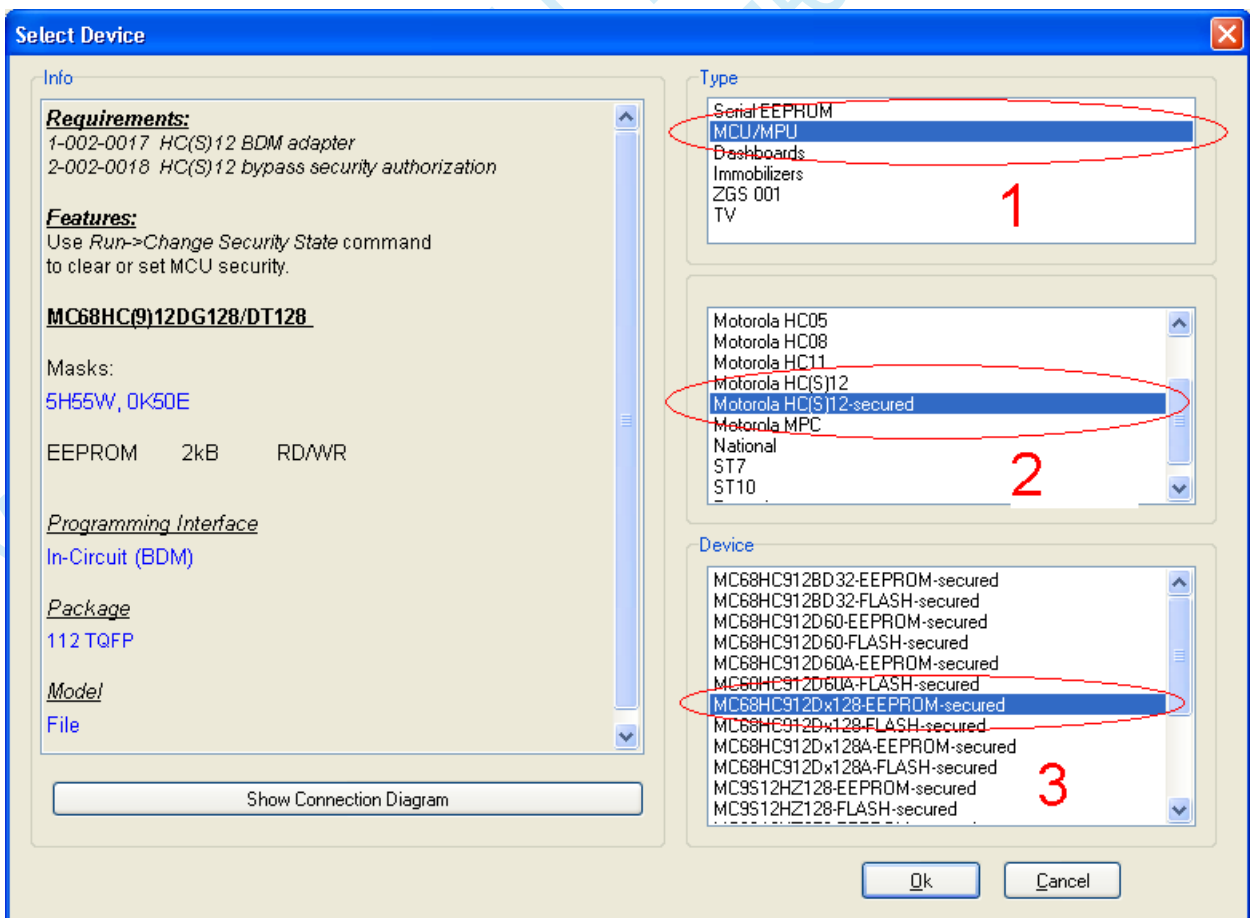 Select Device
Info
Requirements:
1-002-0017 HC(S)12 BDM adapter
2-002-0018 HC(S)12 bypass security authorization
Features:
Use Run->Change Security State command
to clear or set MCU security.
MC68HC(9)12DG128/DT128
Masks:
5H55W, 0K50E
EEPROM 2kB RD/WR
Programming Interface
In-Circuit (BDM)
Package
112 TQFP
Model
File
Show Connection Diagram
Type
Serial EEPROM
MCU/MPU
Dashboards
Immobilizers
ZGS 001
TV
1
Motorola HC05
Motorola HC08
Motorola HC11
Motorola HC(S)12
Motorola HC(S)12-secured
Motorola MPC
National
ST7
ST10
2
Device
MC68HC912BD32-EEPROM-secured
MC68HC912BD32-FLASH-secured
MC68HC912D60-EEPROM-secured
MC68HC912D60-FLASH-secured
MC68HC912D60A-EEPROM-secured
MC68HC912D60A-FLASH-secured
MC68HC912Dx128-EEPROM-secured
MC68HC912Dx128-FLASH-secured
MC68HC912Dx128A-EEPROM-secured
MC68HC912Dx128A-FLASH-secured
MC9S12HZ128-EEPROM-secured
MC9S12HZ128-FLASH-secured
3
Ok
Cancel